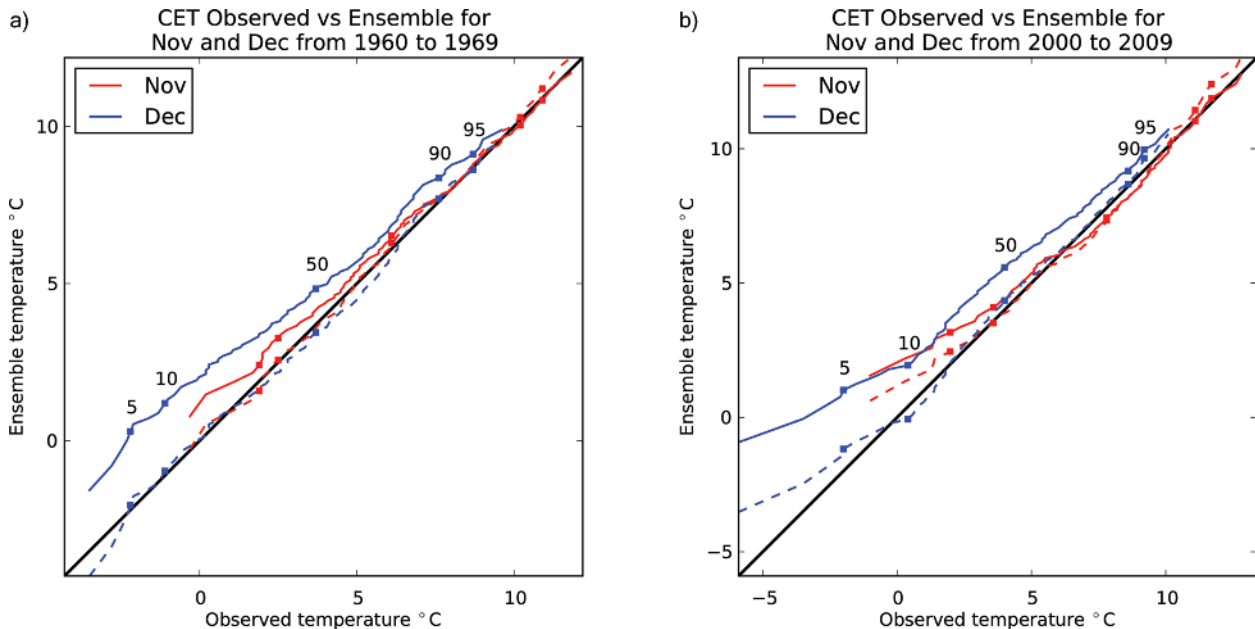 a)
CET Observed vs Ensemble for
Nov and Dec from 1960 to 1969
Nov
Dec
95
90
50
10
5
10
5
0
Ensemble temperature °C
0
5
10
Observed temperature °C
b)
CET Observed vs Ensemble for
Nov and Dec from 2000 to 2009
Nov
Dec
95
90
50
10
5
10
5
0
−5
Ensemble temperature °C
−5
0
5
10
Observed temperature °C